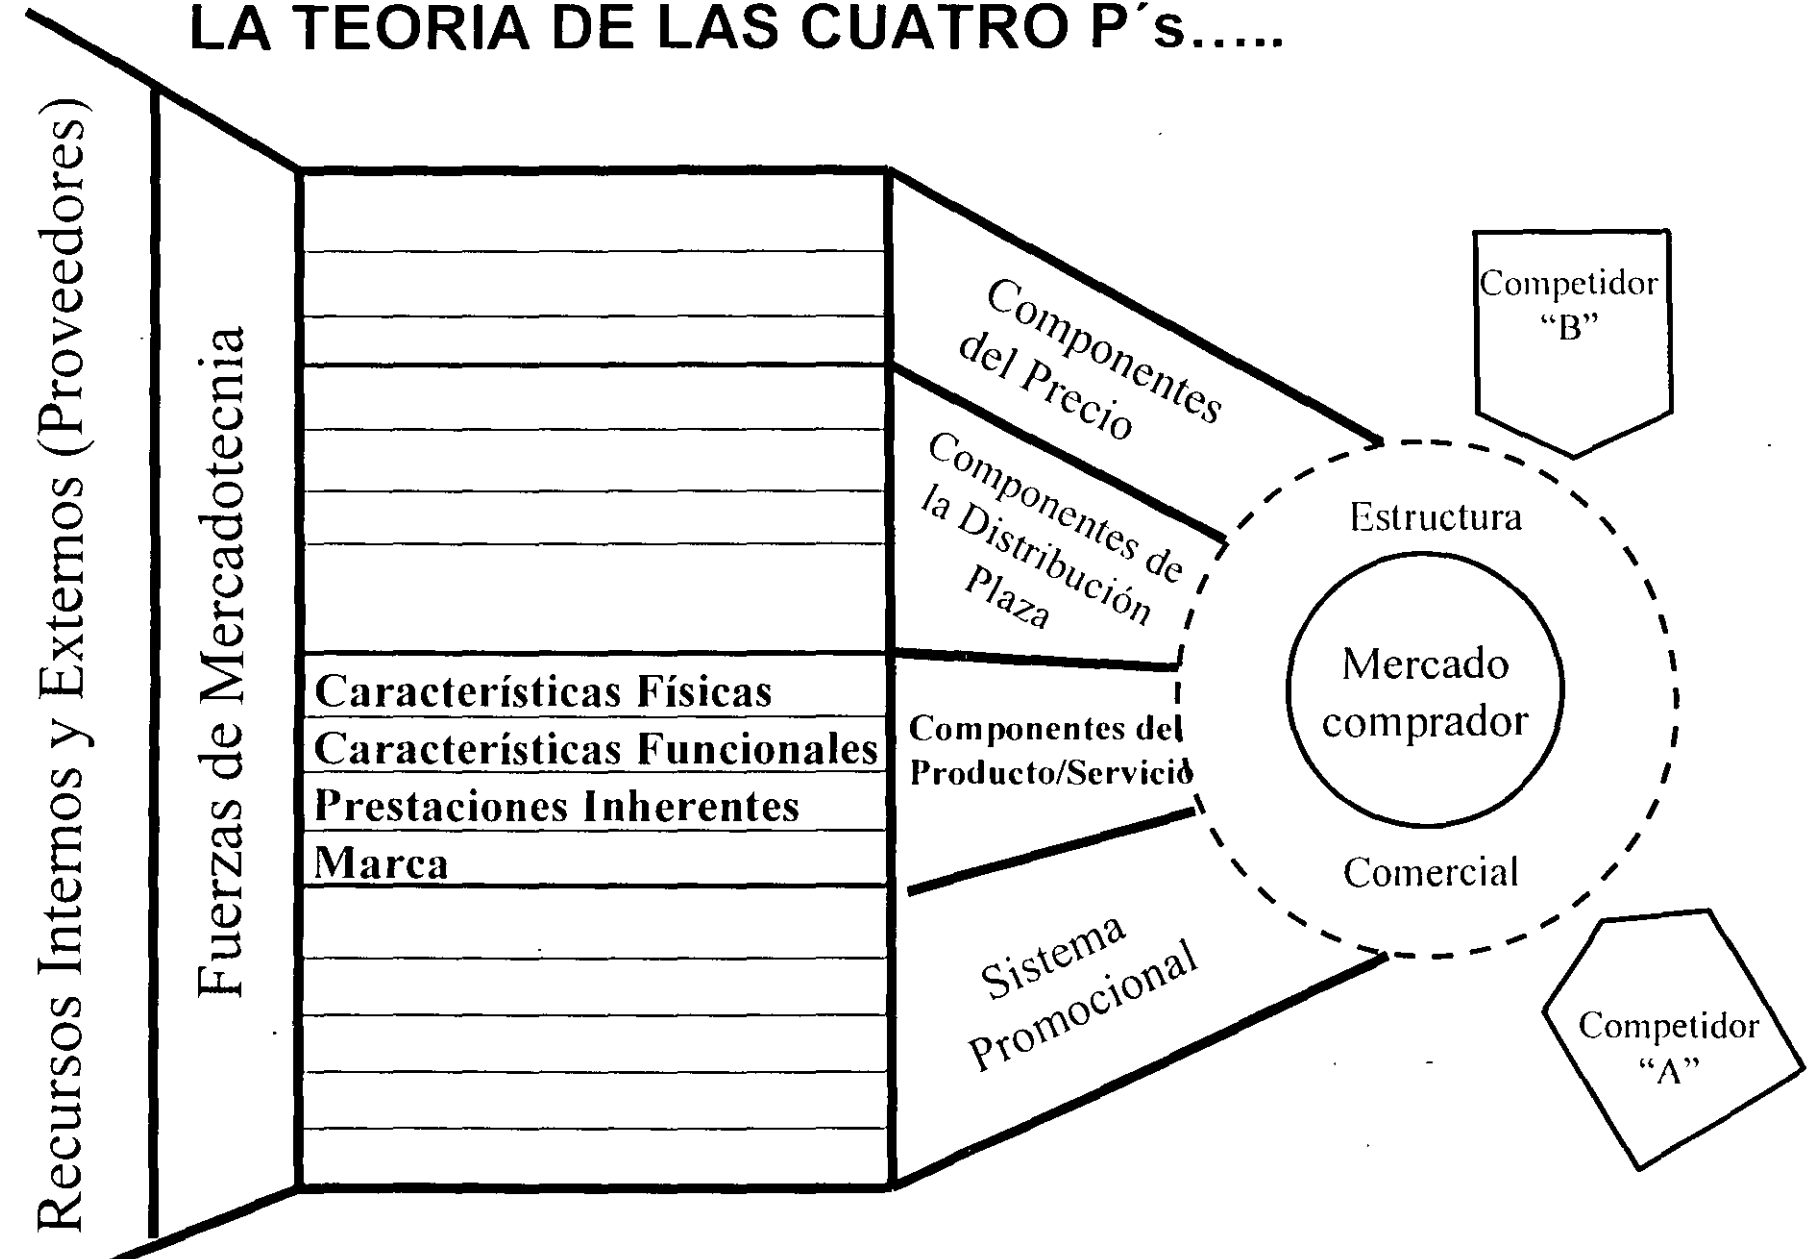 LA TEORIA DE LAS CUATRO P´s.....
Recursos Internos y Externos (Proveedores)
Fuerzas de Mercadotecnia
Características Físicas
Características Funcionales
Prestaciones Inherentes
Marca
Componentes
del Precio
Componentes de
la Distribución
Plaza
Componentes del
Producto/Servicio
Sistema
Promocional
Estructura
Mercado
comprador
Comercial
Competidor
“B”
Competidor
“A”